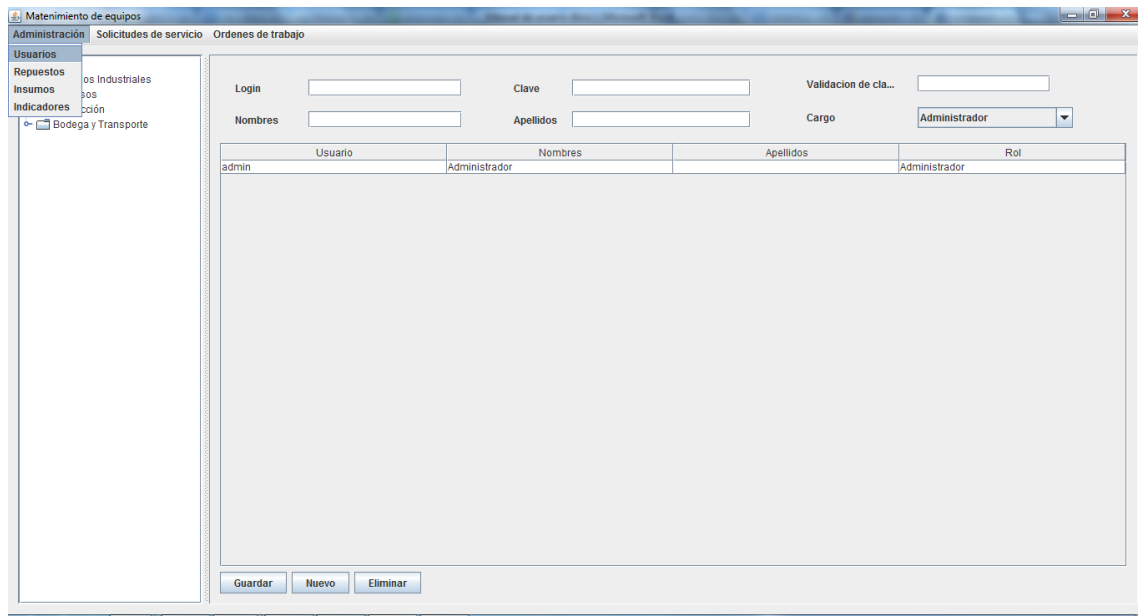 Matenimiento de equipos
Administración Solicitudes de servicio Ordenes de trabajo
Usuarios
Repuestos
Insumos
Indicadores
os Industriales
sos
cción
Bodega y Transporte
Login Clave Validacion de cla...
Nombres Apellidos Cargo Administrador
Usuario Nombres Apellidos Rol
admin Administrador Administrador
Guardar Nuevo Eliminar